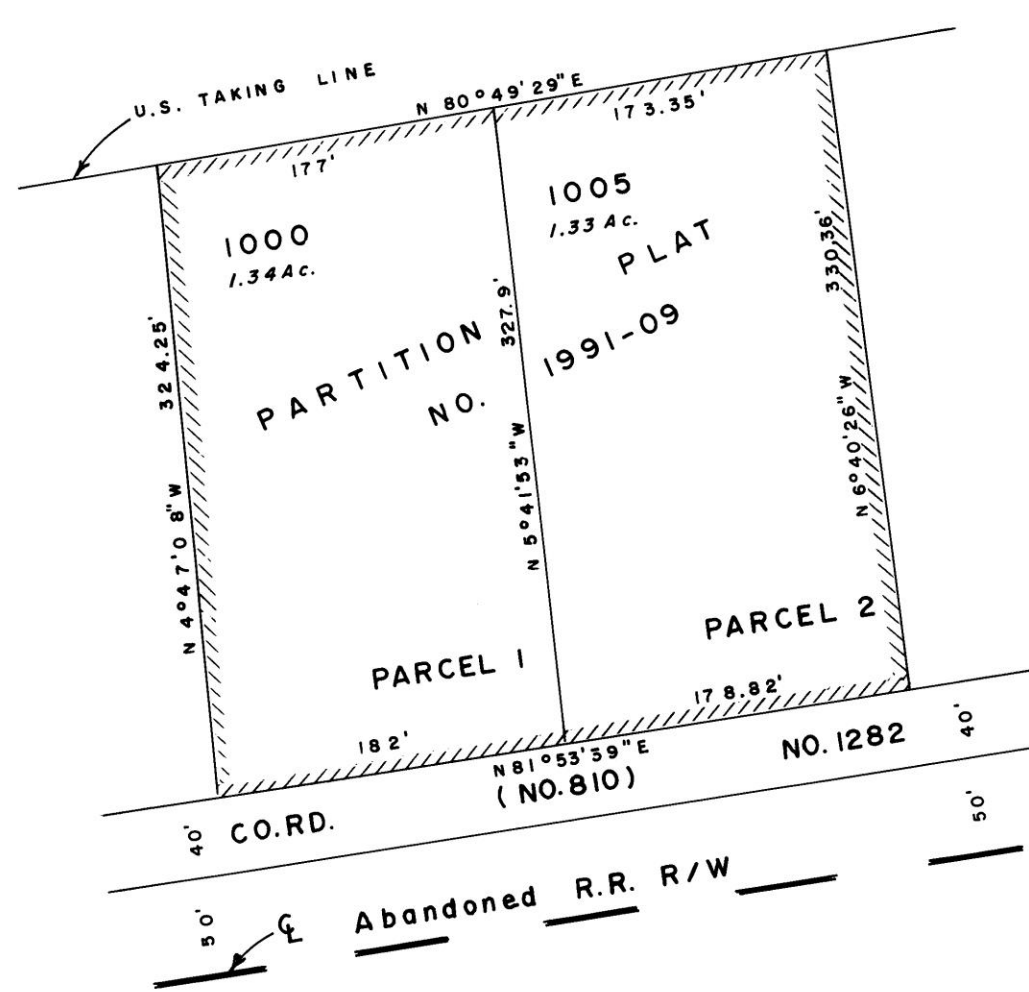 U.S. TAKING LINE
N 80°49'29" E
177'
173.35'
1000
1.34 Ac.
1005
1.33 Ac.
PARTITION PLAT
NO. 1991-09
324.25'
N 4°47'08" W
327.9'
N 5°41'53" W
330.36'
N 6°40'26" W
PARCEL 1
PARCEL 2
182'
178.82'
N 81°53'39" E
(NO. 810)
NO. 1282
40'
40'
CO. RD.
50'
50'
℄ Abandoned R.R. R/W